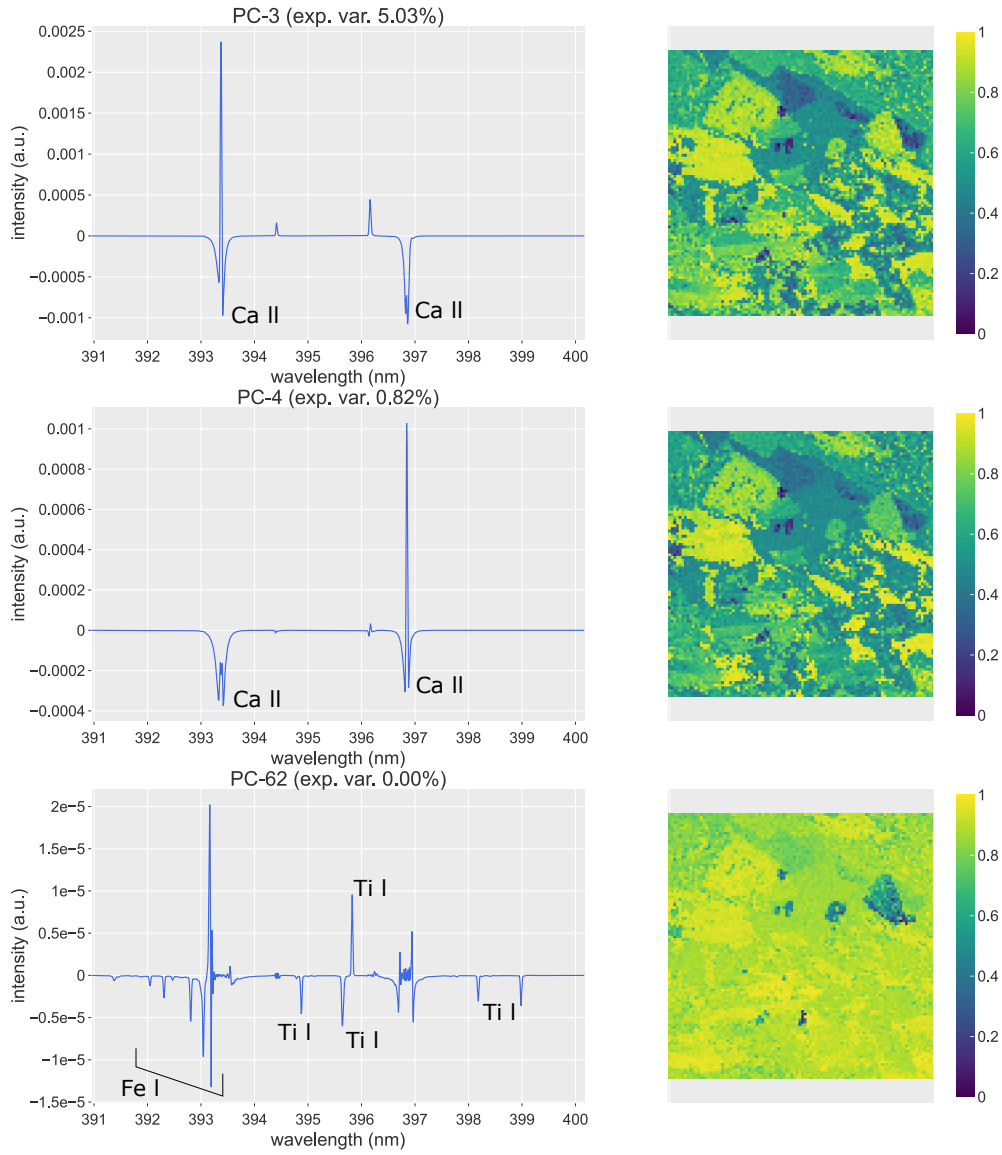 PC-3 (exp. var. 5.03%)
intensity (a.u.)
0.0025
0.002
0.0015
0.001
0.0005
0
−0.0005
−0.001
Ca ll
Ca ll
391 392 393 394 395 396 397 398 399 400
wavelength (nm)
1
0.8
0.6
0.4
0.2
0
PC-4 (exp. var. 0.82%)
intensity (a.u.)
0.001
0.0008
0.0006
0.0004
0.0002
0
−0.0002
−0.0004
Ca ll
Ca ll
391 392 393 394 395 396 397 398 399 400
wavelength (nm)
1
0.8
0.6
0.4
0.2
0
PC-62 (exp. var. 0.00%)
intensity (a.u.)
2e−5
1.5e−5
1e−5
0.5e−5
0
−0.5e−5
−1e−5
−1.5e−5
Ti l
Ti l
Ti l
Ti l
Fe l
391 392 393 394 395 396 397 398 399 400
wavelength (nm)
1
0.8
0.6
0.4
0.2
0